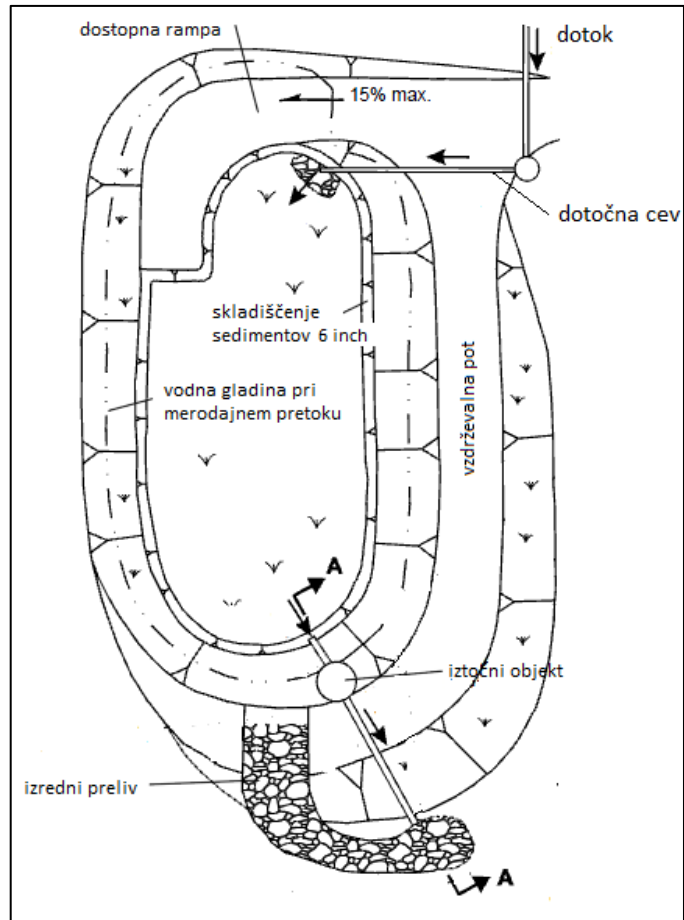 dostopna rampa
dotok
15% max.
dotočna cev
skladiščenje
sedimentov 6 inch
vodna gladina pri
merodajnem pretoku
vzdrževalna pot
A
iztočni objekt
izredni preliv
A